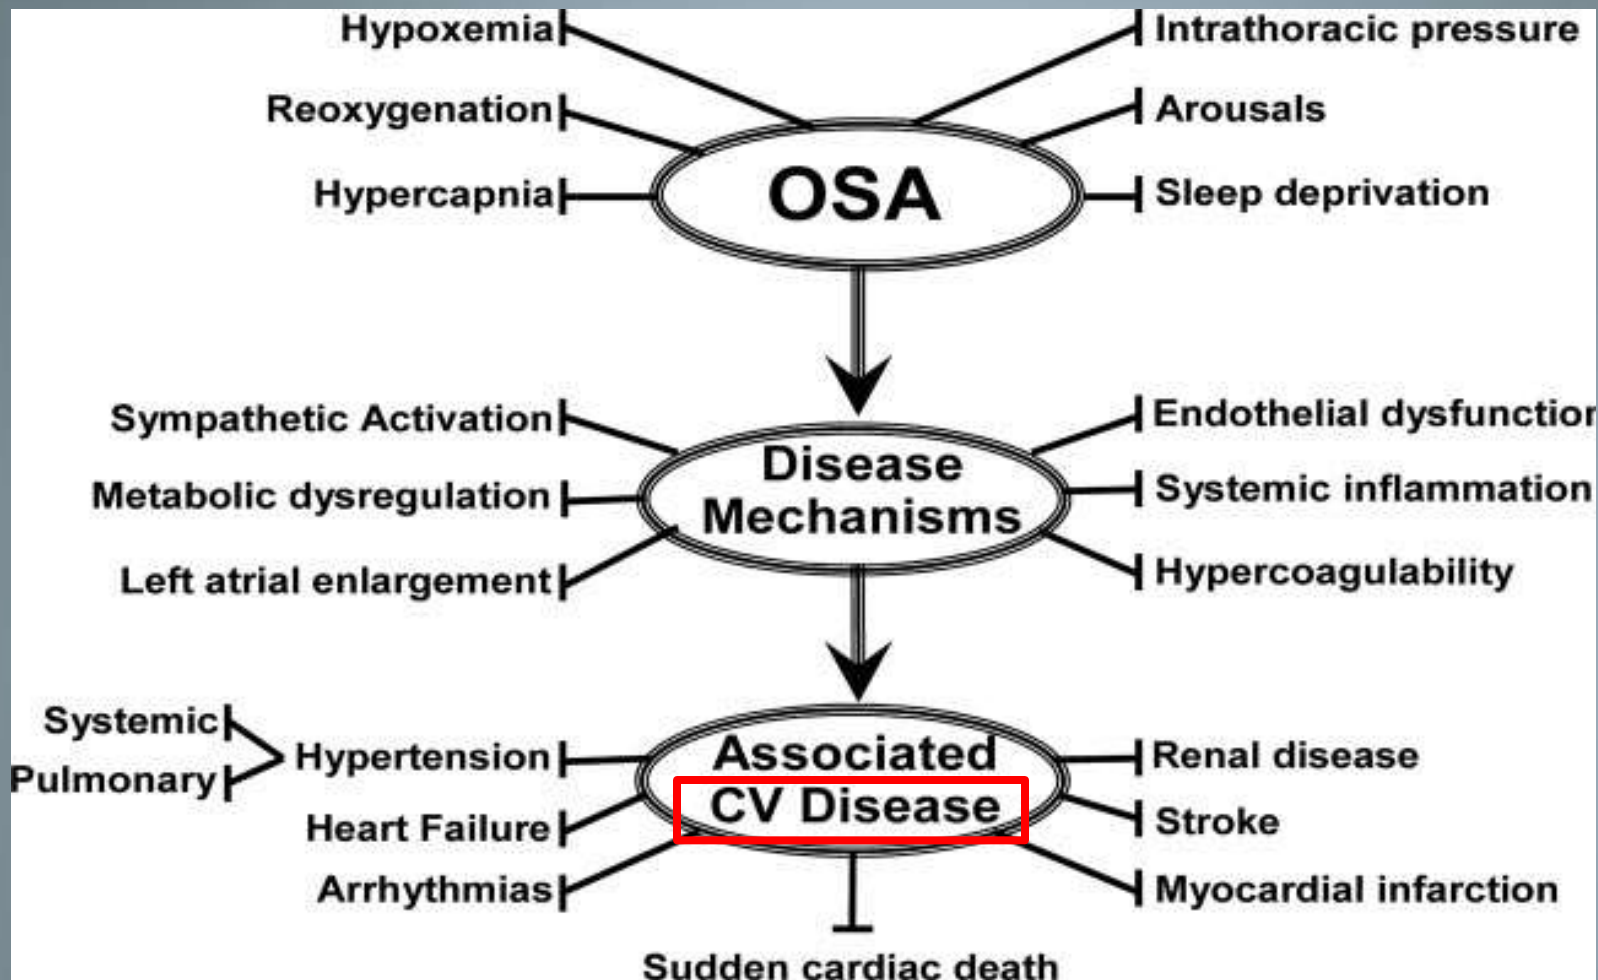 Hypoxemia
Intrathoracic pressure
Reoxygenation
Arousals
Hypercapnia
OSA
Sleep deprivation
Sympathetic Activation
Endothelial dysfunction
Metabolic dysregulation
Disease
Mechanisms
Systemic inflammation
Left atrial enlargement
Hypercoagulability
Systemic
Pulmonary
Hypertension
Associated
CV Disease
Renal disease
Heart Failure
Stroke
Arrhythmias
Myocardial infarction
Sudden cardiac death